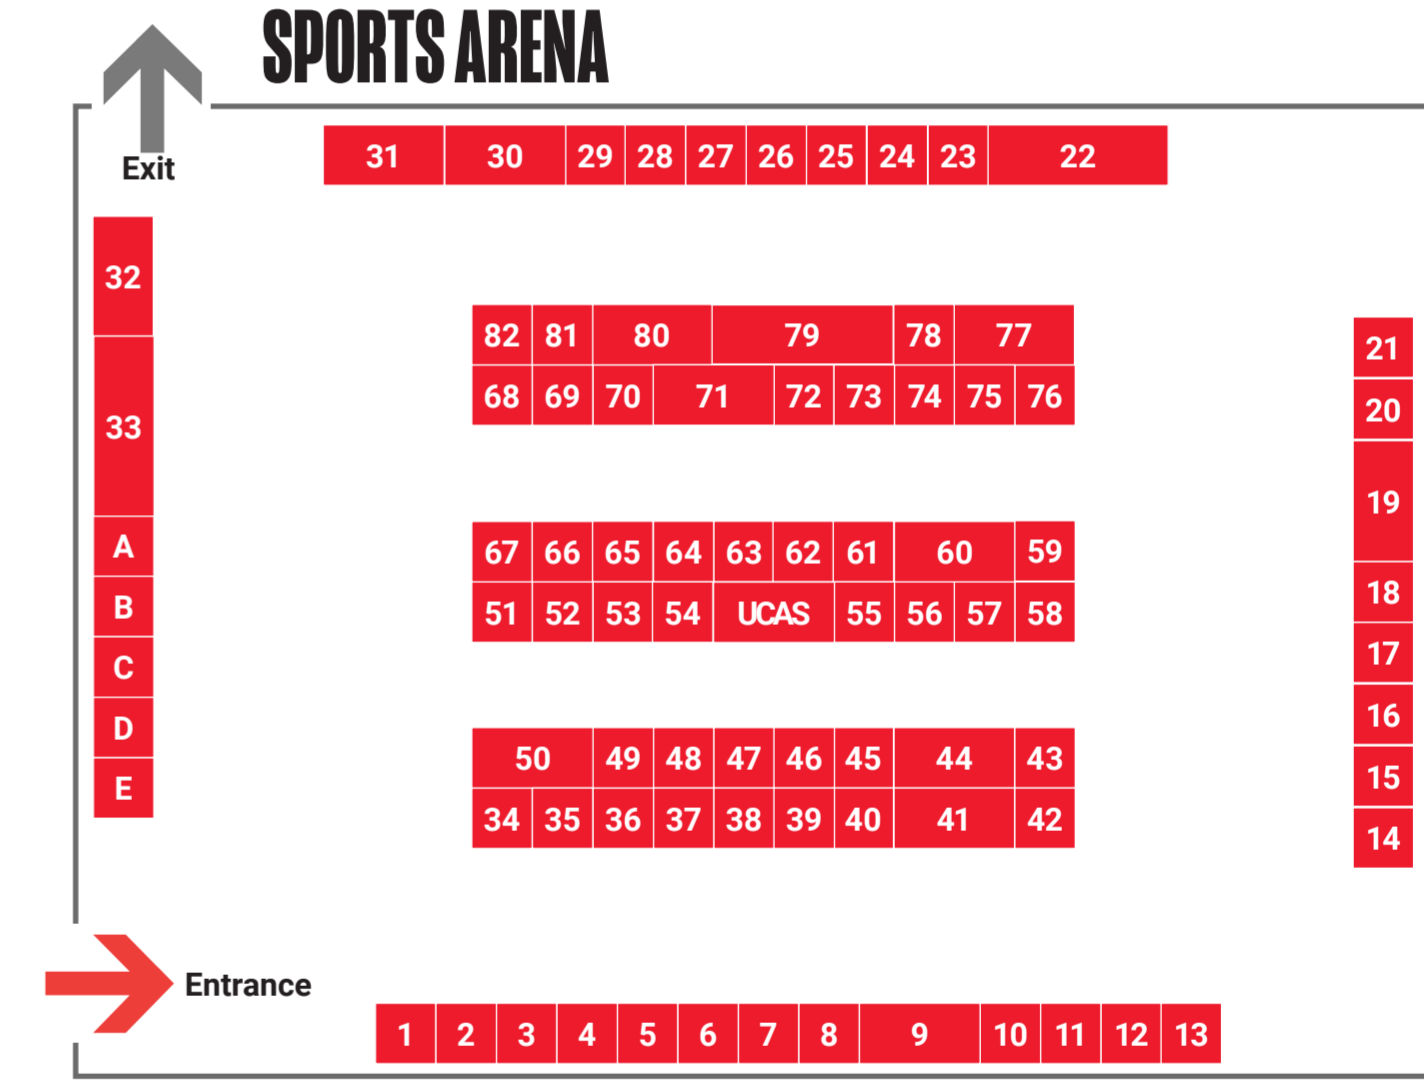 SPORTS ARENA
Exit
31 30 29 28 27 26 25 24 23 22
32
33
A
B
C
D
E
82 81 80 79 78 77
68 69 70 71 72 73 74 75 76
67 66 65 64 63 62 61 60 59
51 52 53 54 UCAS 55 56 57 58
50 49 48 47 46 45 44 43
34 35 36 37 38 39 40 41 42
21
20
19
18
17
16
15
14
Entrance
1 2 3 4 5 6 7 8 9 10 11 12 13